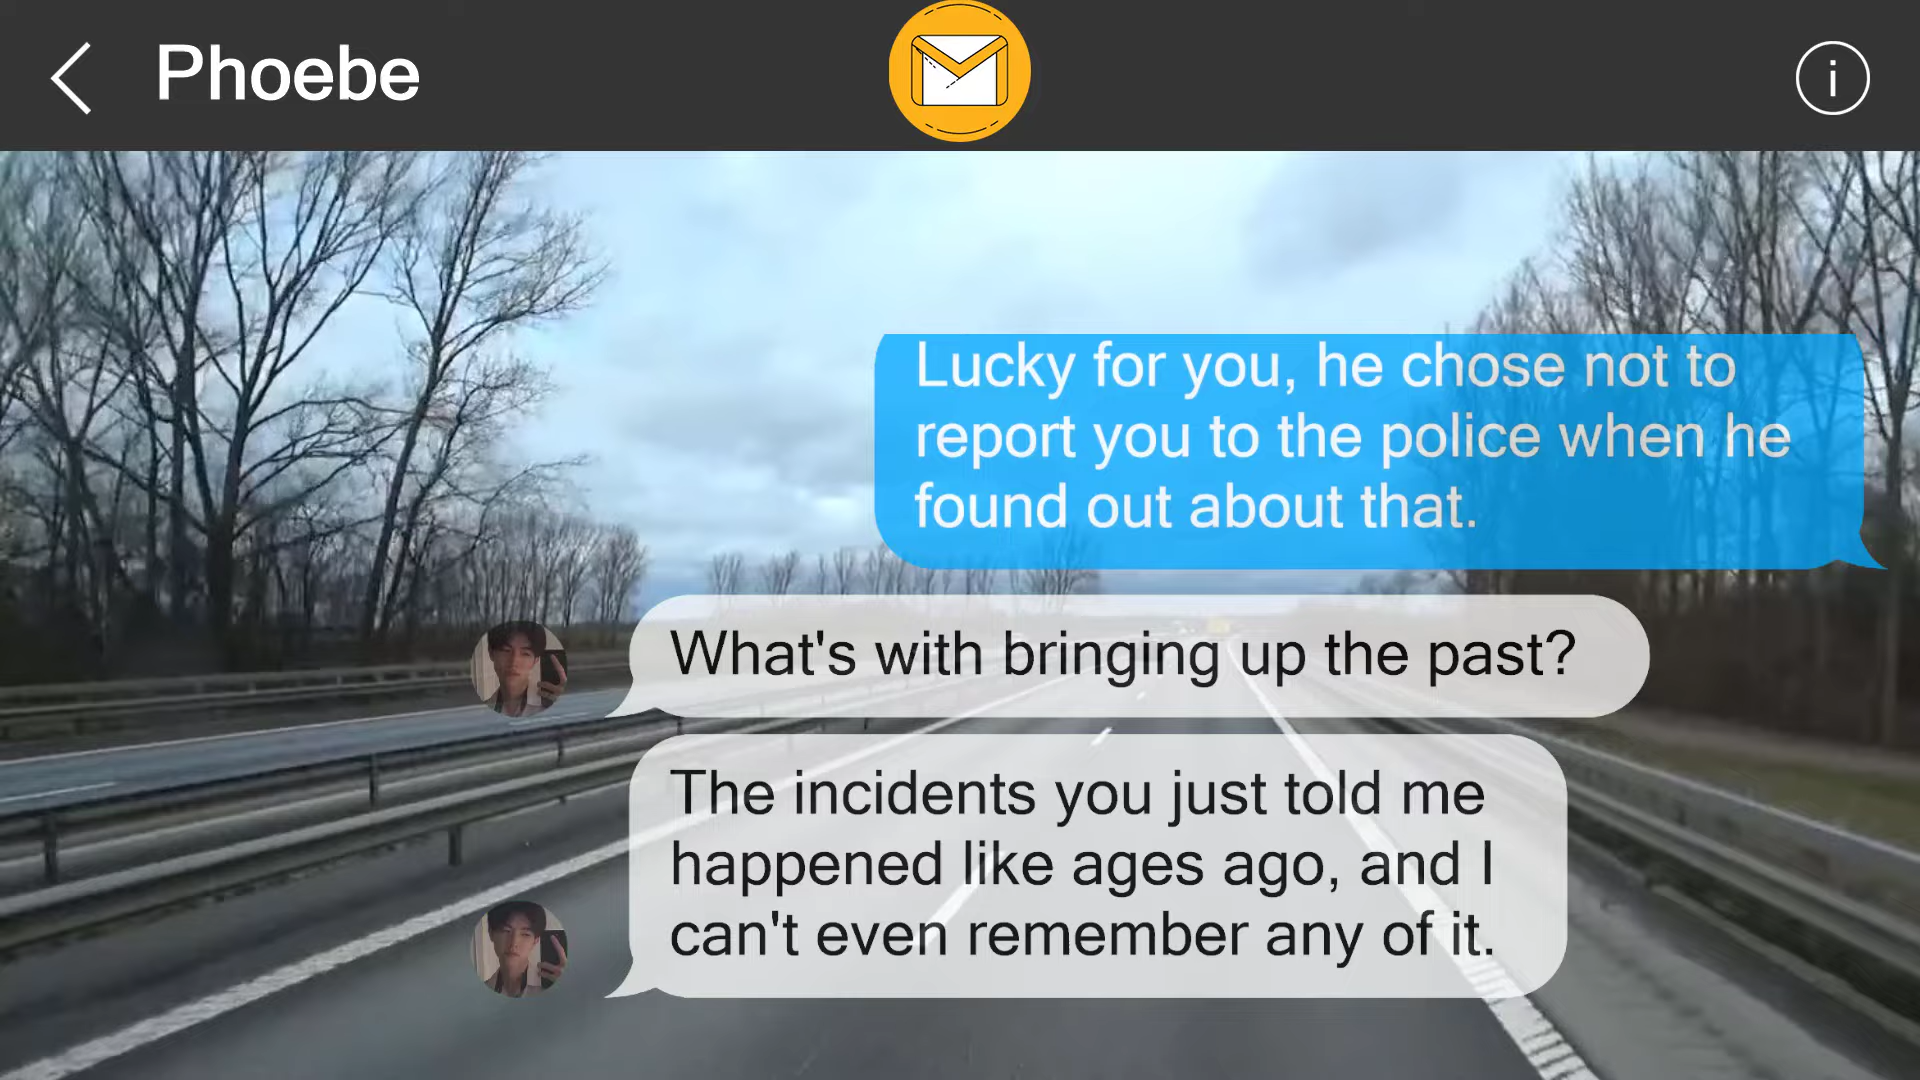 Phoebe
i
Lucky for you, he chose not to
report you to the police when he
found out about that.
What's with bringing up the past?
The incidents you just told me
happened like ages ago, and I
can't even remember any of it.